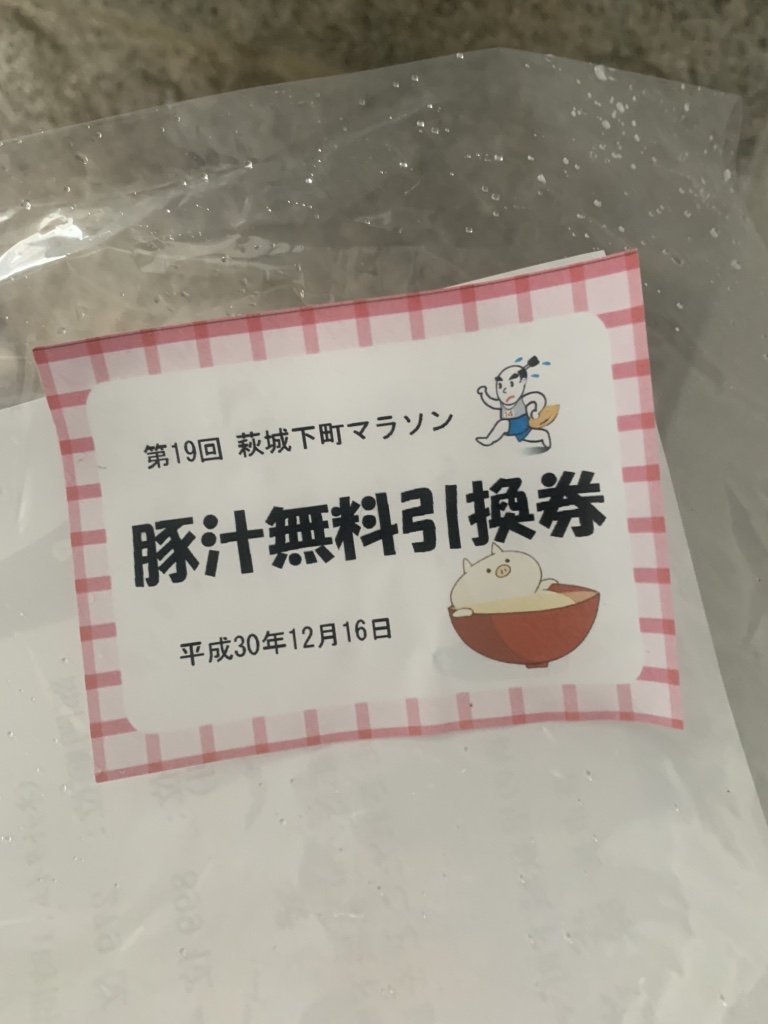 第19回 萩城下町マラソン
豚汁無料引換券
平成30年12月16日